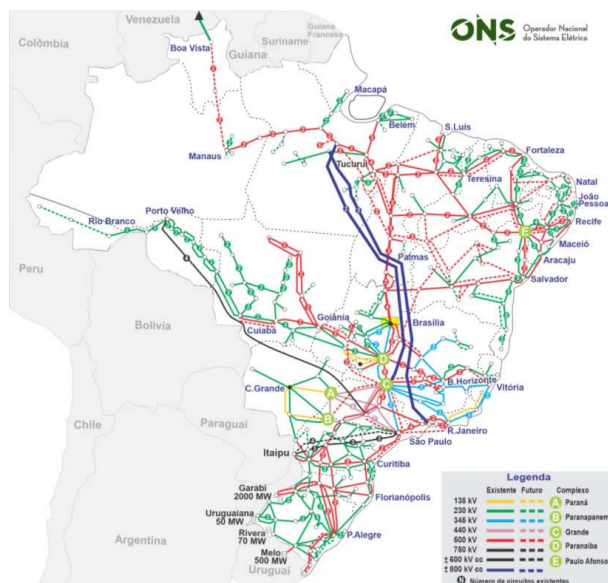 Venezuela
Colômbia
Guiana
Suriname
Guiana
Francesa
ONS
Operador Nacional
do Sistema Elétrico
Boa Vista
Macapá
Belém
S.Luis
Fortaleza
Manaus
Tucuruí
Teresina
Natal
João
Pessoa
Recife
Maceió
Aracaju
Salvador
E
Porto Velho
Rio Branco
Palmas
Peru
Bolívia
Cuiabá
Goiânia
Brasília
D
C
B.Horizonte
Vitória
C.Grande
A
B
R.Janeiro
São Paulo
Paraguai
Chile
Itaipu
Curitiba
Garabi
2000 MW
Florianópolis
Uruguaiana
50 MW
Rivera
70 MW
Melo
500 MW
P.Alegre
Argentina
Uruguai
Legenda
Existente Futuro Complexo
138 kV A Paraná
230 kV B Paranapanem
345 kV C Grande
440 kV D Paranaíba
500 kV E Paulo Afonso
750 kV
±600 kV cc
±800 kV cc
N Número de circuitos existentes